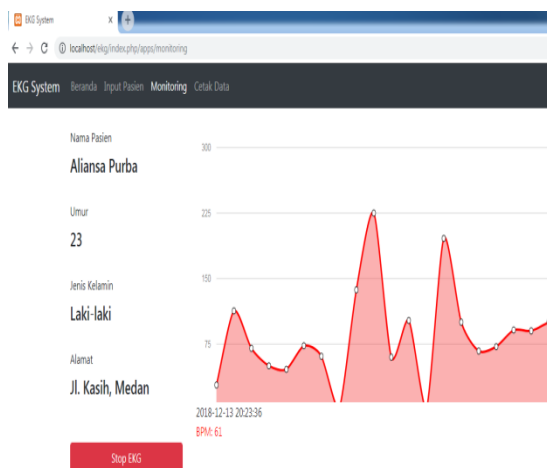 EKG System
localhost/ekg/index.php/apps/monitoring
EKG System Beranda Input Pasien Monitoring Cetak Data
Nama Pasien
Aliansa Purba
Umur
23
Jenis Kelamin
Laki-laki
Alamat
Jl. Kasih, Medan
Stop EKG
300
225
150
75
2018-12-13 20:23:36
BPM: 61